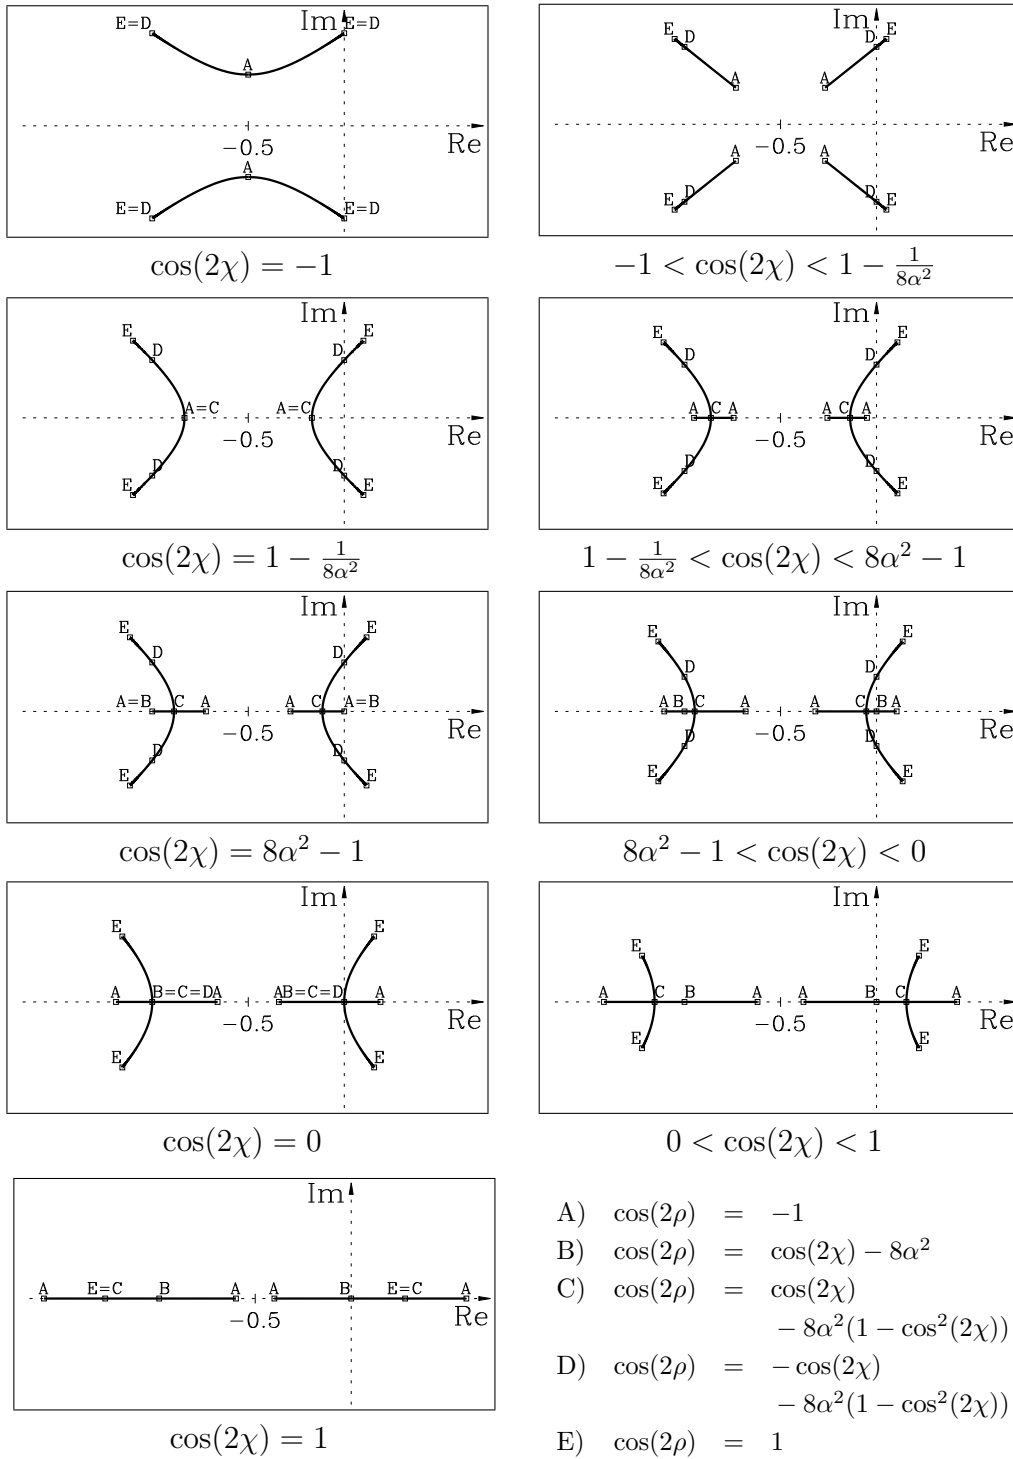 Im
E=D
E=D
A
-0.5
Re
A
E=D
E=D
cos(2χ) = −1
Im
E
D
D
E
A
A
-0.5
Re
A
A
E
D
D
E
−1 < cos(2χ) < 1 − 1/(8α²)
Im
E
E
D
D
A=C
A=C
-0.5
Re
D
D
E
E
cos(2χ) = 1 − 1/(8α²)
Im
E
E
D
D
A
C
A
A
C
A
-0.5
Re
D
D
E
E
1 − 1/(8α²) < cos(2χ) < 8α² − 1
Im
E
E
D
D
A=B
C
A
A
C
A=B
-0.5
Re
D
D
E
E
cos(2χ) = 8α² − 1
Im
E
E
D
D
A
B
C
A
A
C
B
A
-0.5
Re
D
D
E
E
8α² − 1 < cos(2χ) < 0
Im
E
E
A
B=C=D
A
A
B=C=D
A
-0.5
Re
E
E
cos(2χ) = 0
Im
E
E
A
C
B
A
A
B
C
A
-0.5
Re
E
E
0 < cos(2χ) < 1
Im
A
E=C
B
A
A
B
E=C
A
-0.5
Re
cos(2χ) = 1
A) cos(2ρ) = −1
B) cos(2ρ) = cos(2χ) − 8α²
C) cos(2ρ) = cos(2χ)
− 8α²(1 − cos²(2χ))
D) cos(2ρ) = − cos(2χ)
− 8α²(1 − cos²(2χ))
E) cos(2ρ) = 1